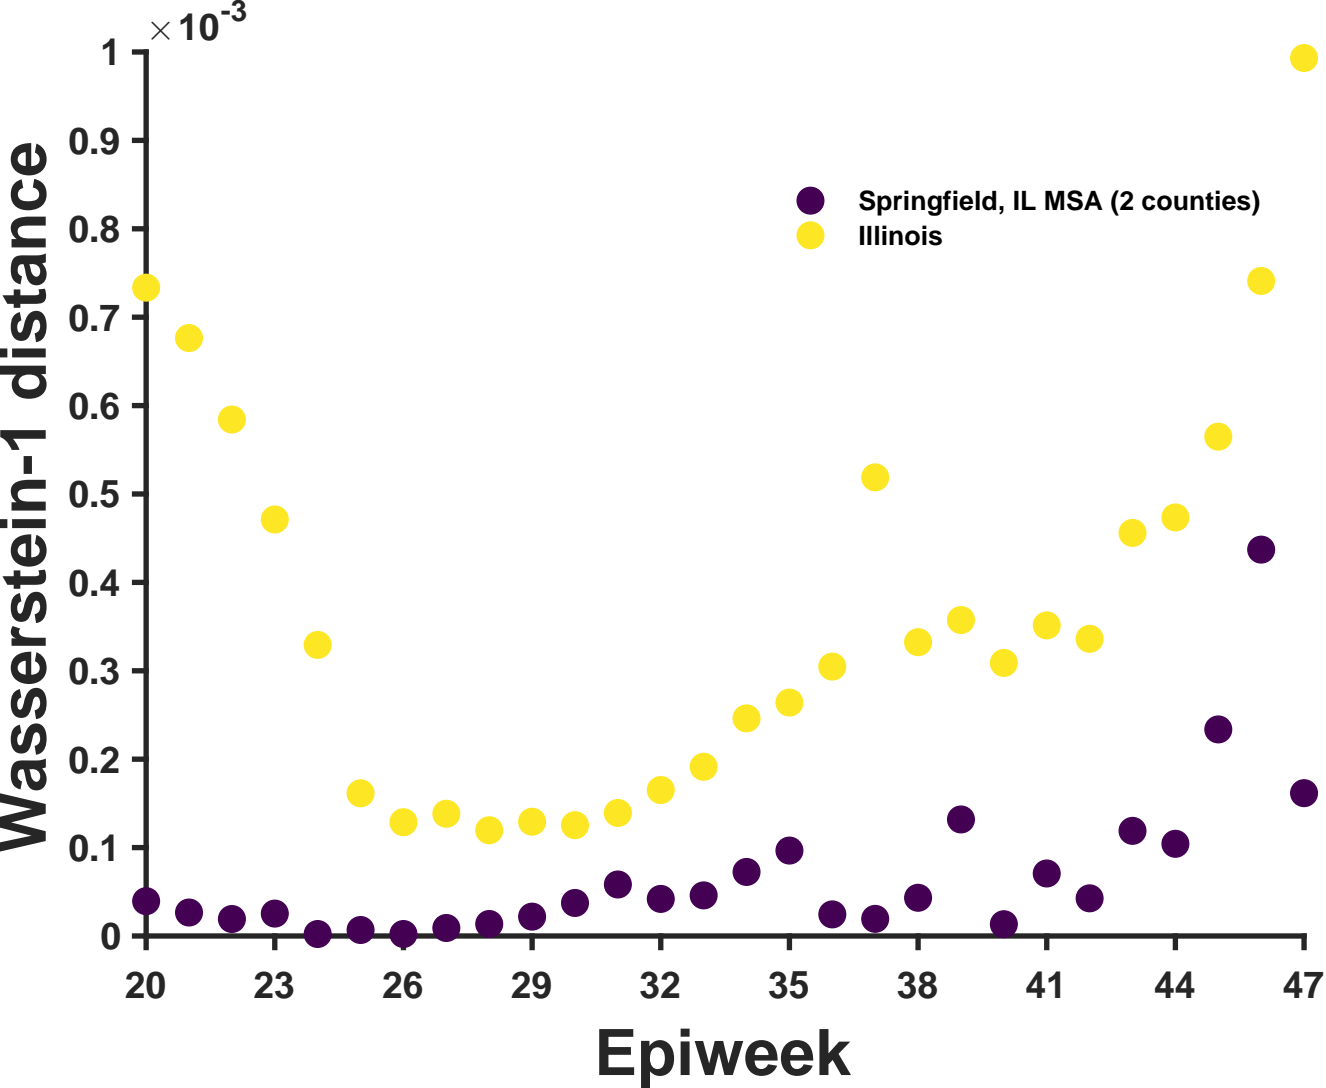 × 10-3
1
0.9
0.8
0.7
0.6
0.5
0.4
0.3
0.2
0.1
0
Wasserstein-1 distance
Springfield, IL MSA (2 counties)
Illinois
20 23 26 29 32 35 38 41 44 47
Epiweek